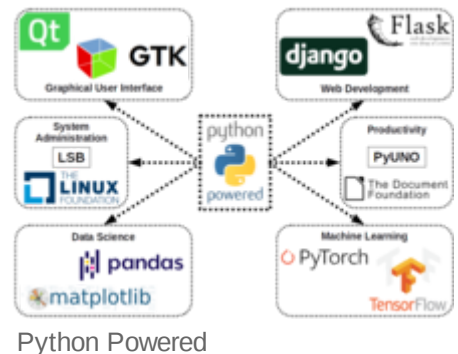 Qt
GTK
Graphical User Interface
Flask
django
Web Development
System
Administration
LSB
THE
LINUX
FOUNDATION
python
powered
Productivity
PyUNO
The Document
Foundation
Data Science
pandas
matplotlib
Machine Learning
PyTorch
TensorFlow
Python Powered